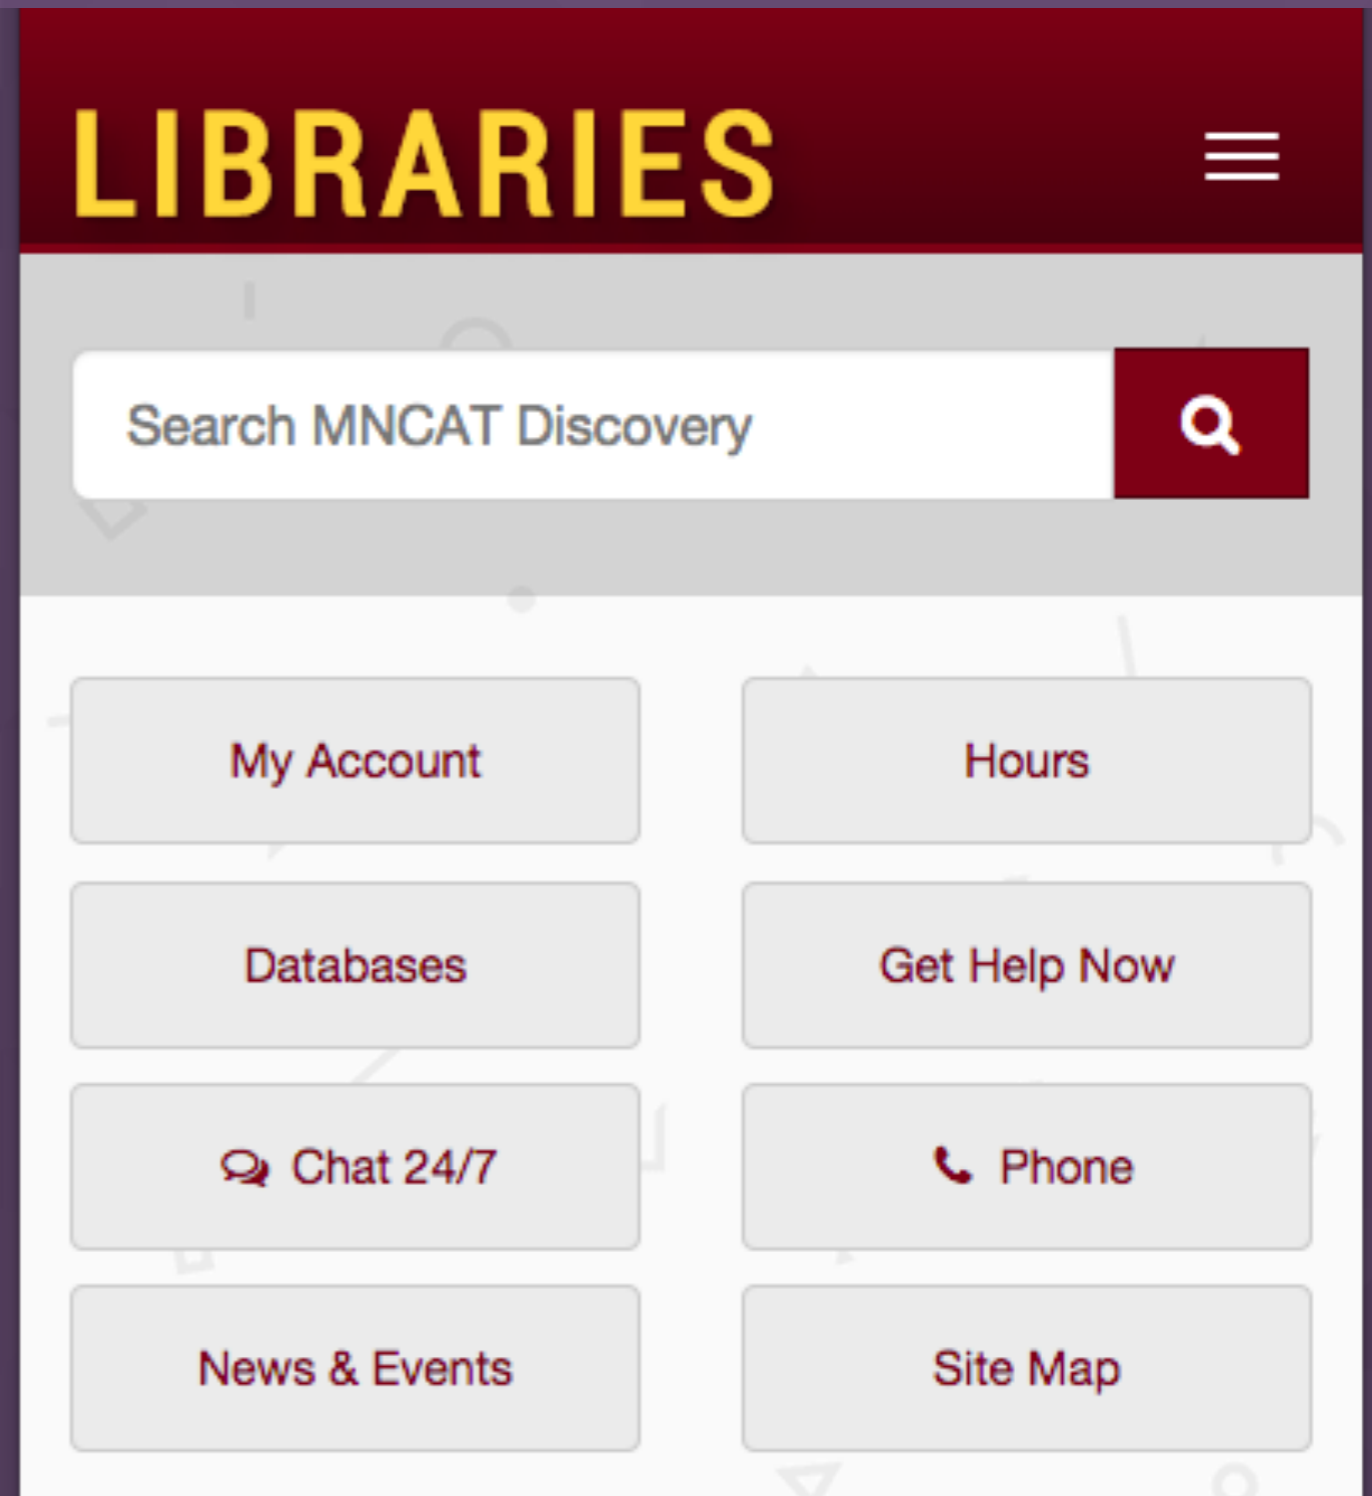 LIBRARIES
Search MNCAT Discovery
My Account
Hours
Databases
Get Help Now
Chat 24/7
Phone
News & Events
Site Map